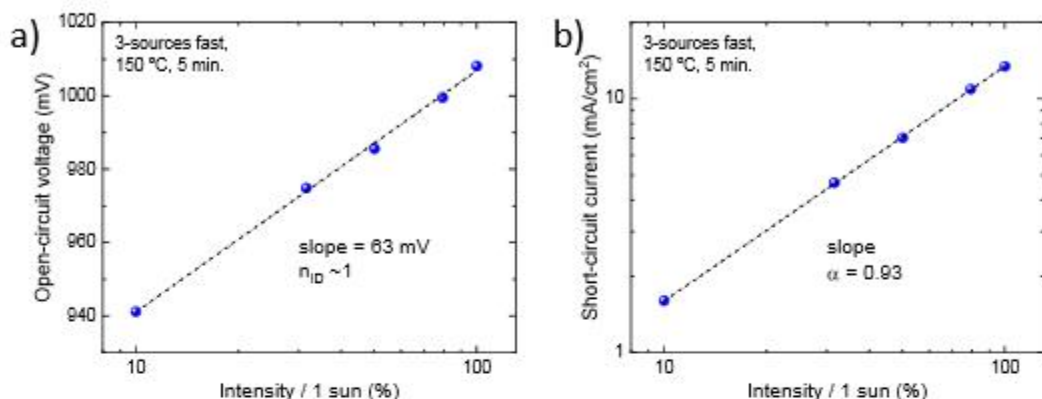 a)
3-sources fast,
150 ºC, 5 min.
Open-circuit voltage (mV)
1020
1000
980
960
940
slope = 63 mV
n_ID ~1
10
100
Intensity / 1 sun (%)
b)
3-sources fast,
150 ºC, 5 min.
Short-circuit current (mA/cm²)
10
1
slope
α = 0.93
10
100
Intensity / 1 sun (%)